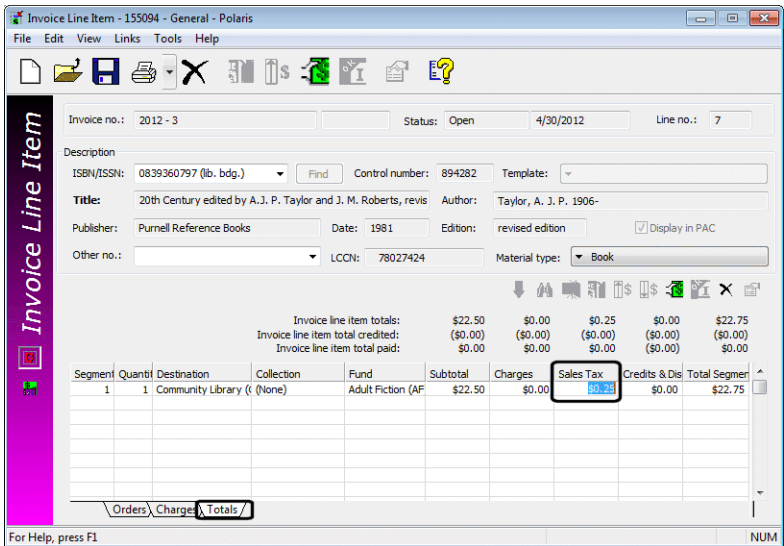 Invoice Line Item - 155094 - General - Polaris
File Edit View Links Tools Help
Invoice Line Item
Invoice no.: 2012 - 3 Status: Open 4/30/2012 Line no.: 7
Description
ISBN/ISSN: 0839360797 (lib. bdg.) Find Control number: 894282 Template:
Title: 20th Century edited by A.J. P. Taylor and J. M. Roberts, revis Author: Taylor, A. J. P. 1906-
Publisher: Purnell Reference Books Date: 1981 Edition: revised edition Display in PAC
Other no.: LCCN: 78027424 Material type: Book
Invoice line item totals: $22.50 $0.00 $0.25 $0.00 $22.75
Invoice line item total credited: ($0.00) ($0.00) ($0.00) ($0.00) ($0.00)
Invoice line item total paid: $0.00 $0.00 $0.00 ($0.00) $0.00
Segment Quanti Destination Collection Fund Subtotal Charges Sales Tax Credits & Dis Total Segmer
1 1 Community Library (C (None) Adult Fiction (AF $22.50 $0.00 $0.25 $0.00 $22.75
Orders Charges Totals
For Help, press F1 NUM